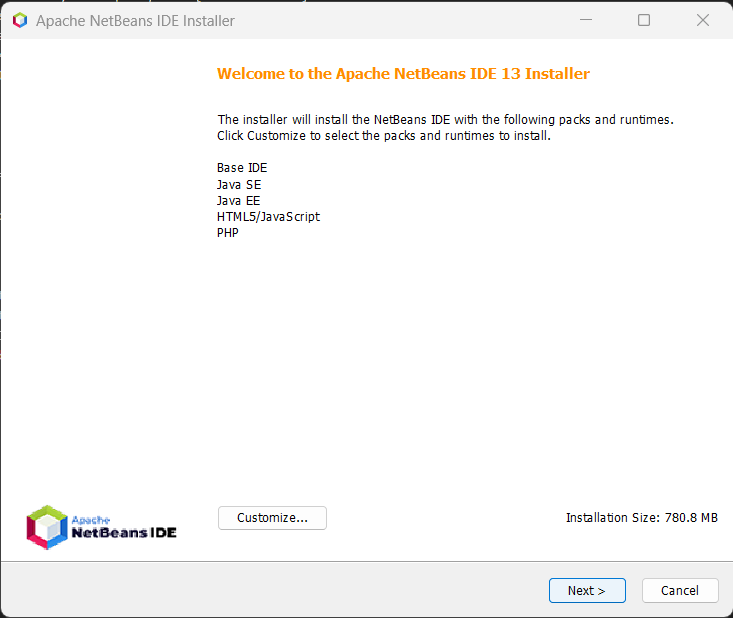 Apache NetBeans IDE Installer
Welcome to the Apache NetBeans IDE 13 Installer
The installer will install the NetBeans IDE with the following packs and runtimes.
Click Customize to select the packs and runtimes to install.
Base IDE
Java SE
Java EE
HTML5/JavaScript
PHP
Apache
NetBeans IDE
Customize...
Installation Size: 780.8 MB
Next >
Cancel